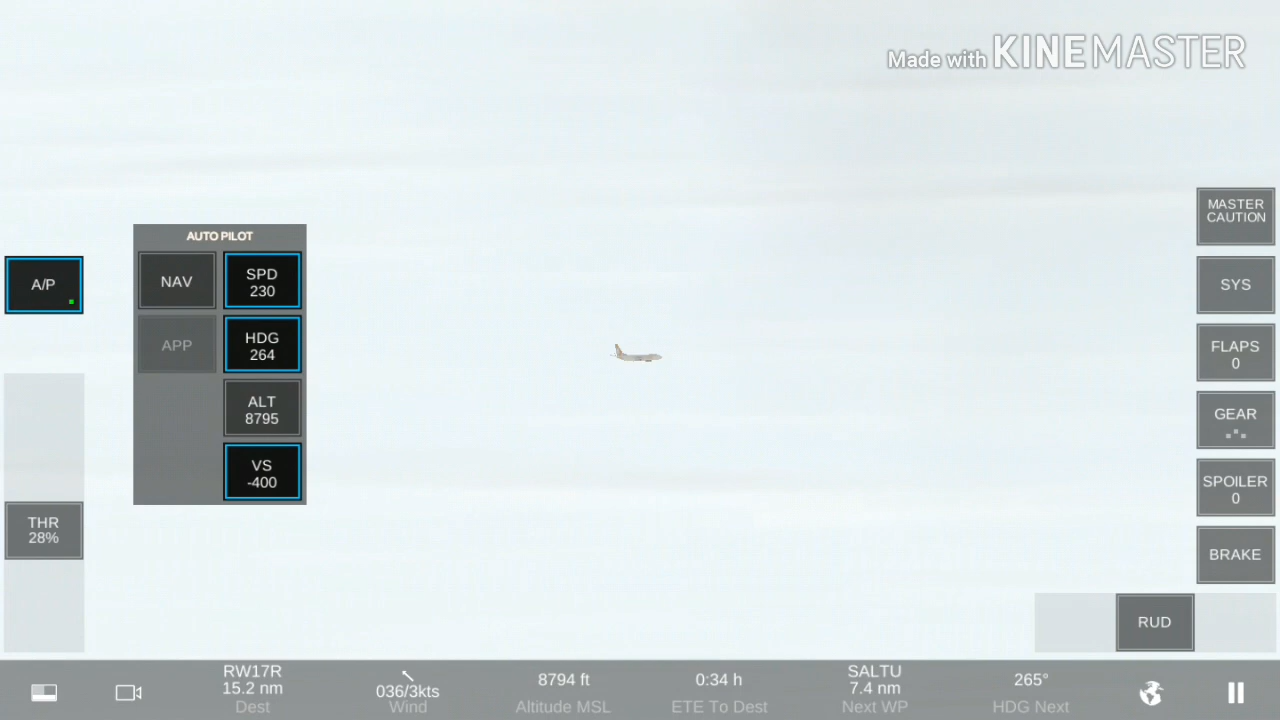 Made with KINEMASTER
MASTER
CAUTION
AUTO PILOT
A/P
NAV
SPD
230
SYS
APP
HDG
264
FLAPS
0
ALT
8795
GEAR
VS
-400
SPOILER
0
THR
28%
BRAKE
RUD
RW17R
15.2 nm
Dest
036/3kts
Wind
8794 ft
Altitude MSL
0:34 h
ETE To Dest
SALTU
7.4 nm
Next WP
265°
HDG Next